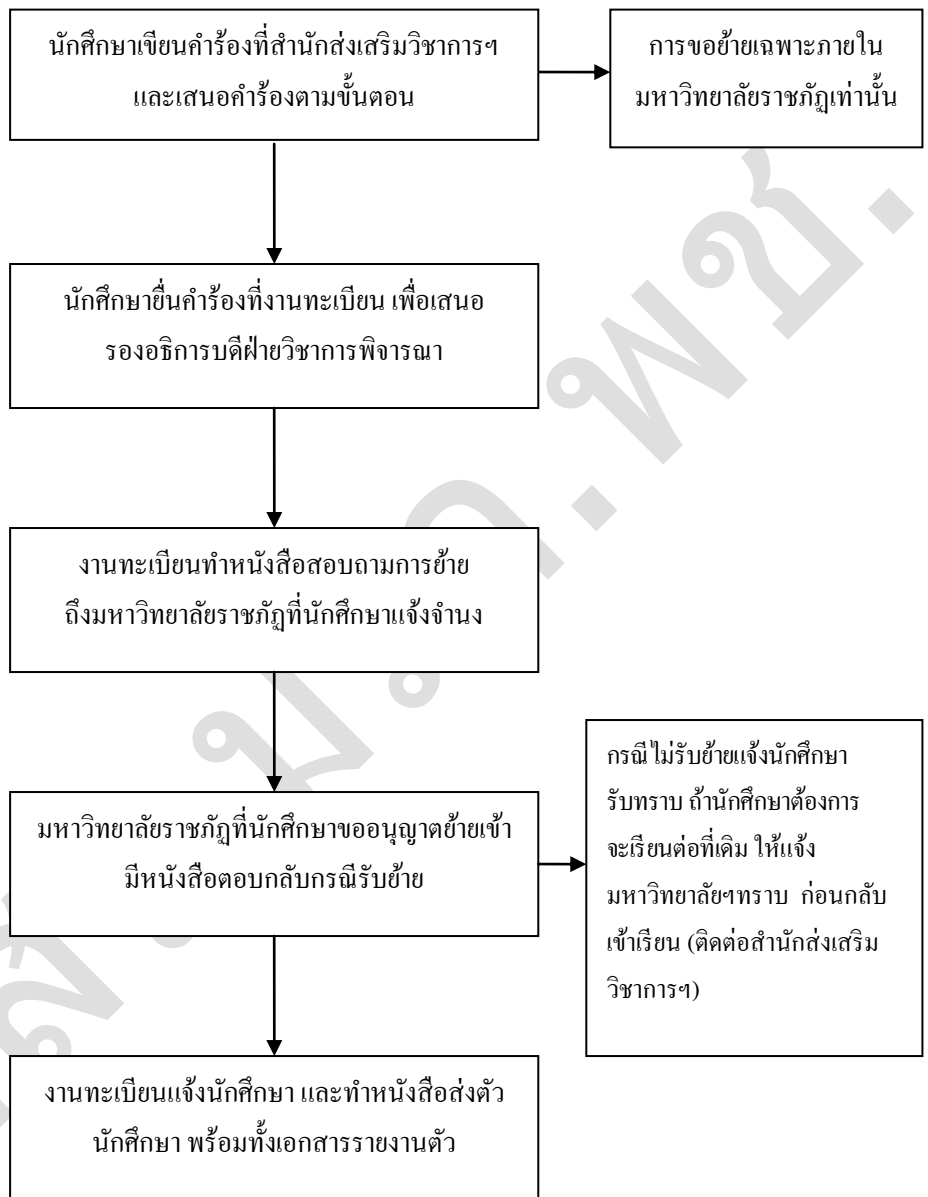 นักศึกษาเขียนคำร้องที่สำนักส่งเสริมวิชาการฯ
และเสนอคำร้องตามขั้นตอน
การขอย้ายเฉพาะภายใน
มหาวิทยาลัยราชภัฏเท่านั้น
นักศึกษายื่นคำร้องที่งานทะเบียน เพื่อเสนอ
รองอธิการบดีฝ่ายวิชาการพิจารณา
งานทะเบียนทำหนังสือสอบถามการย้าย
ถึงมหาวิทยาลัยราชภัฏที่นักศึกษาแจ้งจำนง
มหาวิทยาลัยราชภัฏที่นักศึกษาขออนุญาตย้ายเข้า
มีหนังสือตอบกลับกรณีรับย้าย
กรณีไม่รับย้ายแจ้งนักศึกษา
รับทราบ ถ้านักศึกษาต้องการ
จะเรียนต่อที่เดิม ให้แจ้ง
มหาวิทยาลัยฯทราบ ก่อนกลับ
เข้าเรียน (ติดต่อสำนักส่งเสริม
วิชาการฯ)
งานทะเบียนแจ้งนักศึกษา และทำหนังสือส่งตัว
นักศึกษา พร้อมทั้งเอกสารรายงานตัว